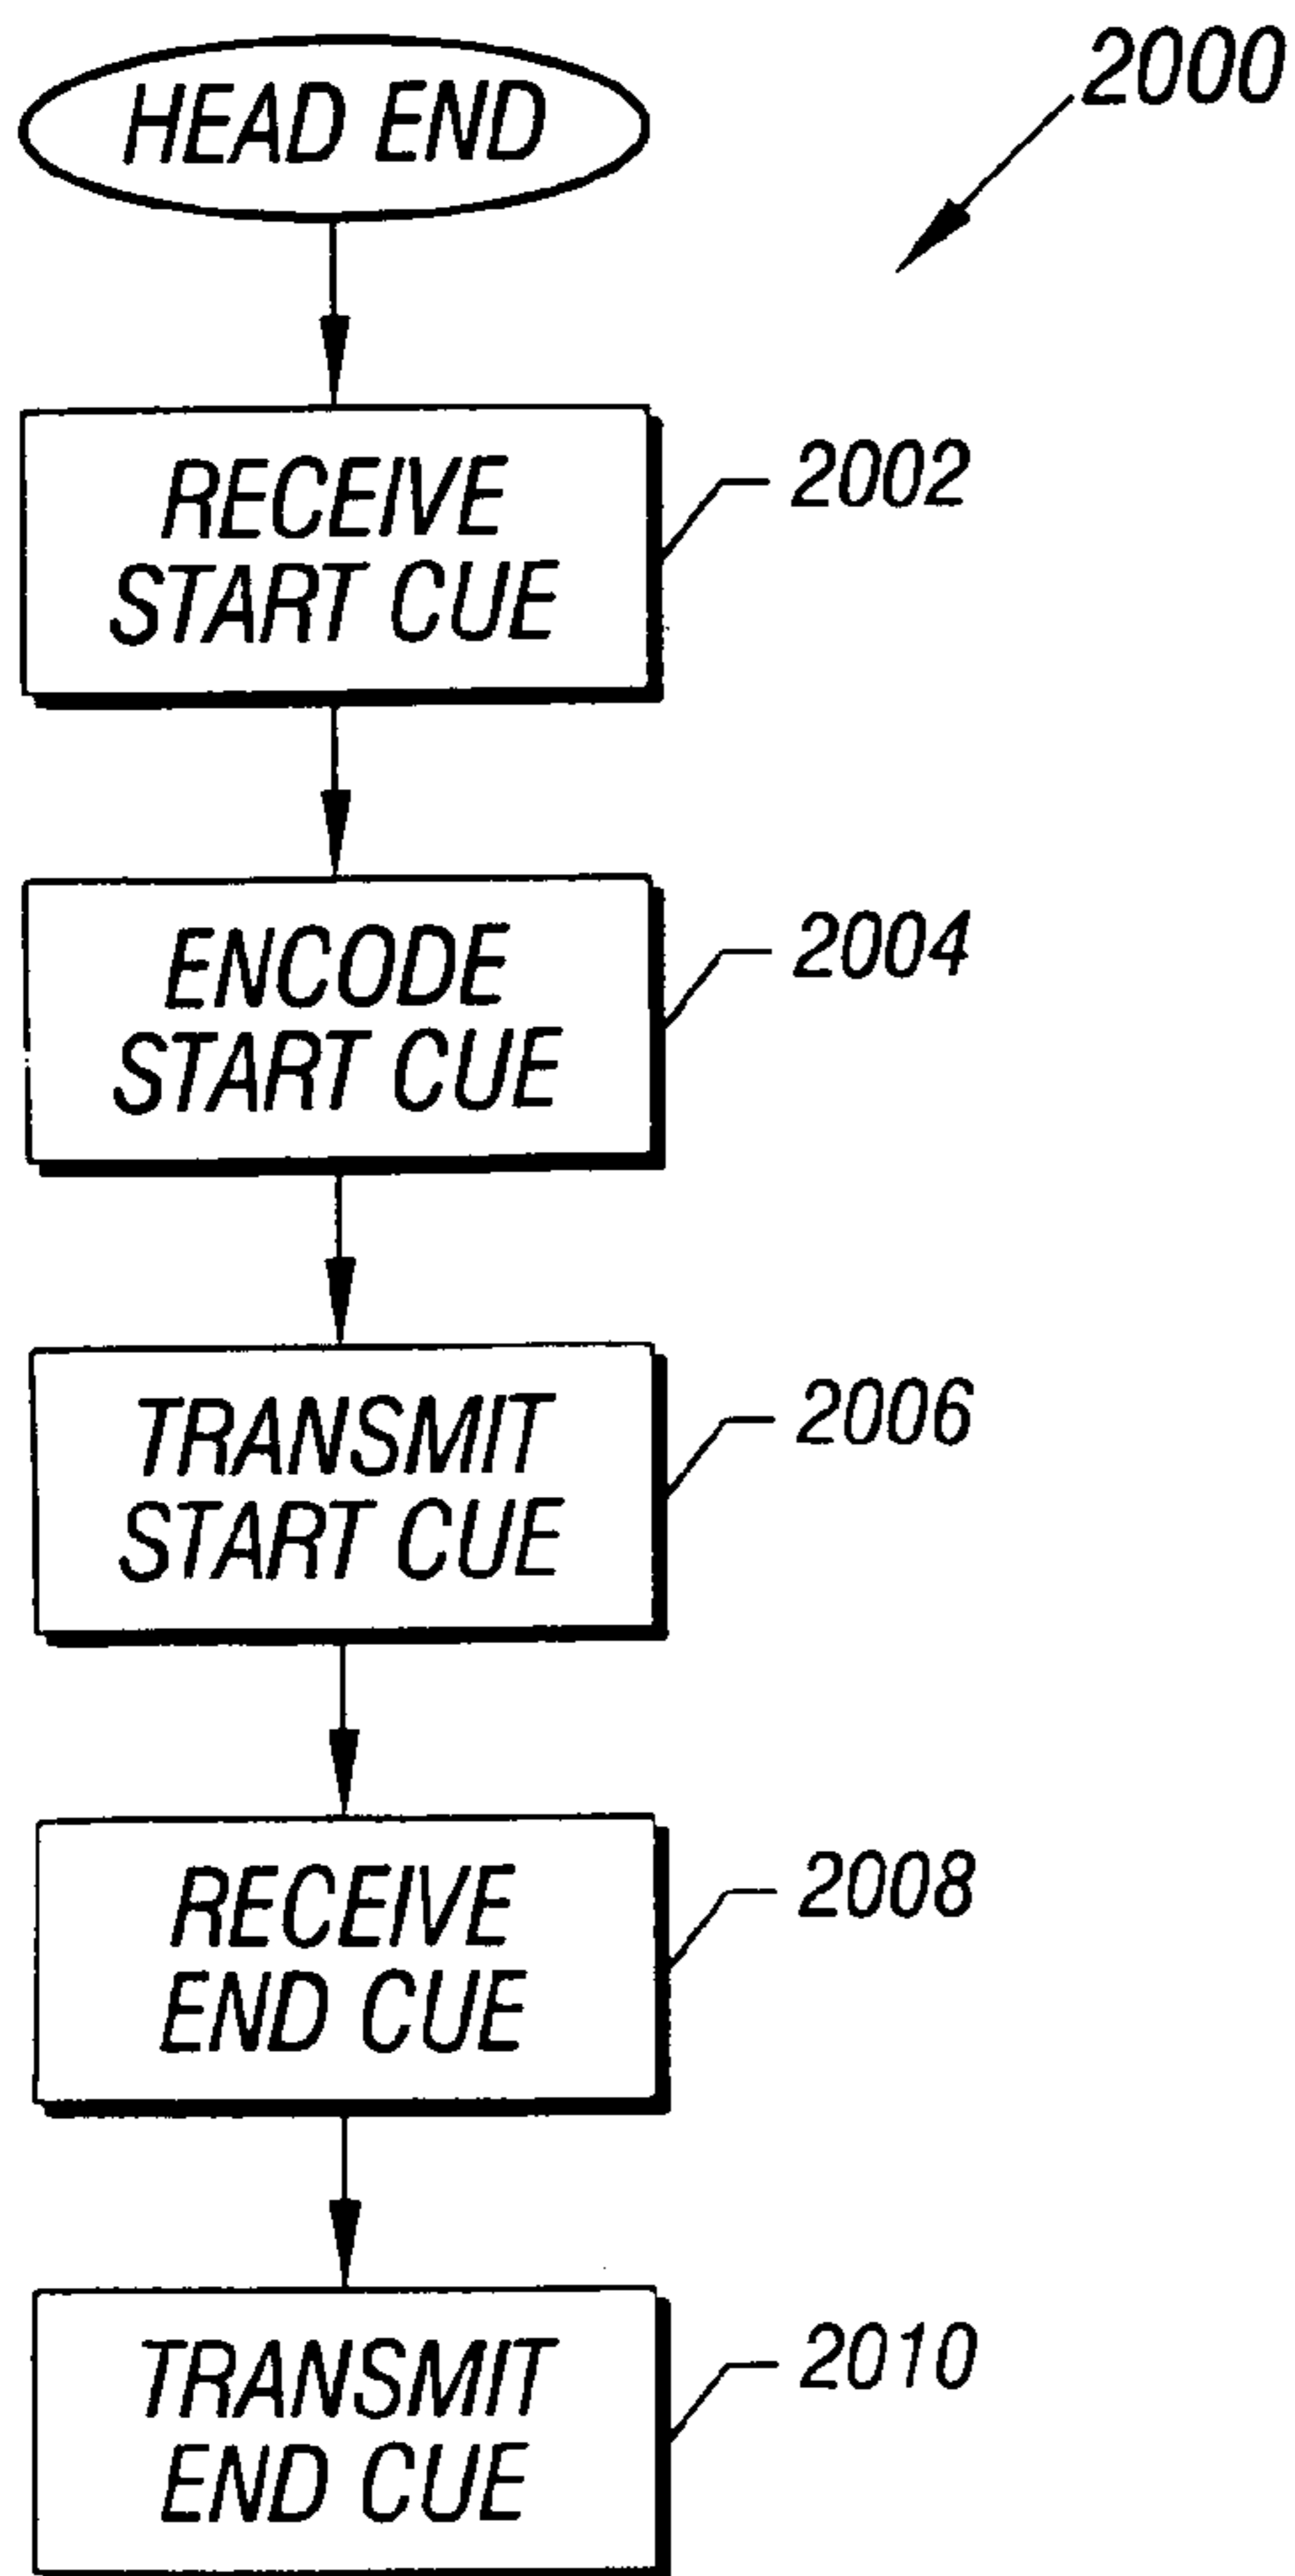 2000
HEAD END
RECEIVE
START CUE
2002
ENCODE
START CUE
2004
TRANSMIT
START CUE
2006
RECEIVE
END CUE
2008
TRANSMIT
END CUE
2010